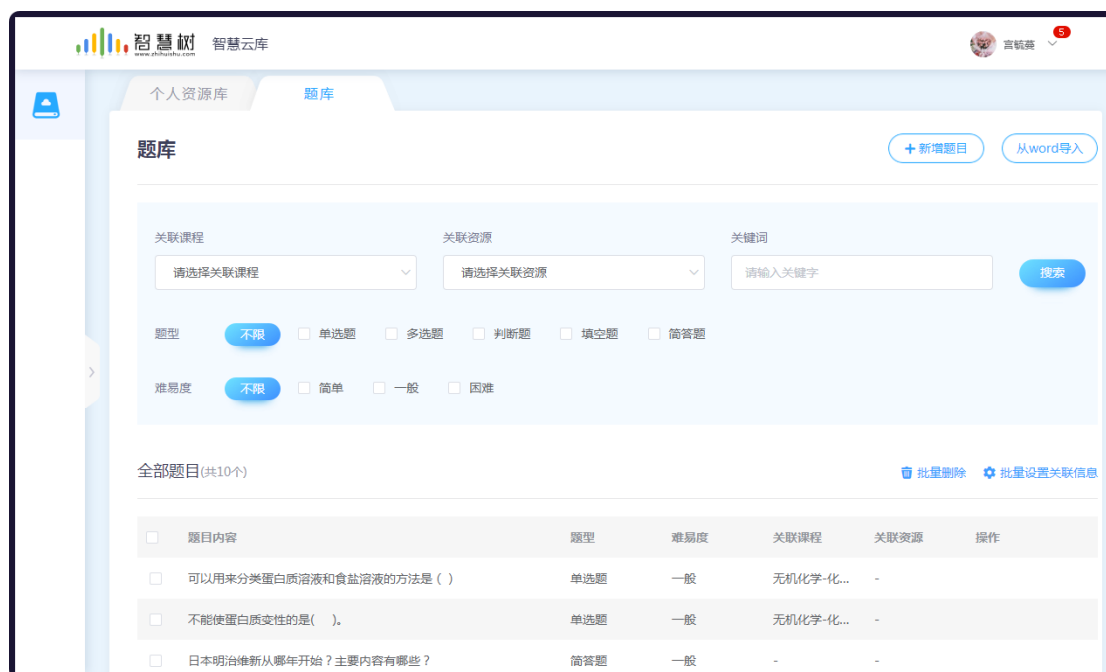 智慧树 智慧云库
www.zhihuishu.com
宫毓荟 5
个人资源库 题库
题库 +新增题目 从word导入
关联课程 关联资源 关键词
请选择关联课程 请选择关联资源 请输入关键字 搜索
题型 不限 单选题 多选题 判断题 填空题 简答题
难易度 不限 简单 一般 困难
全部题目(共10个) 批量删除 批量设置关联信息
题目内容 题型 难易度 关联课程 关联资源 操作
可以用来分类蛋白质溶液和食盐溶液的方法是 ( ) 单选题 一般 无机化学-化... -
不能使蛋白质变性的是( )。 单选题 一般 无机化学-化... -
日本明治维新从哪年开始？主要内容有哪些？ 简答题 一般 - -